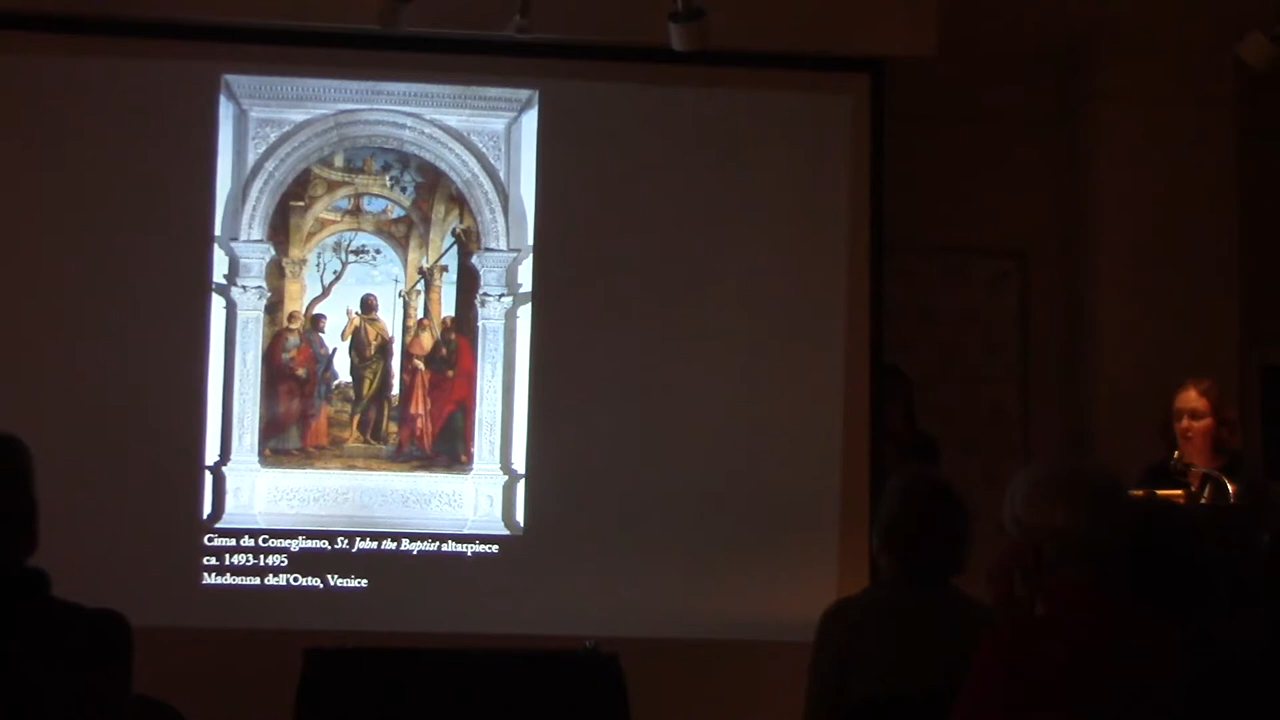 Cima da Conegliano, St. John the Baptist altarpiece
ca. 1493-1495
Madonna dell'Orto, Venice